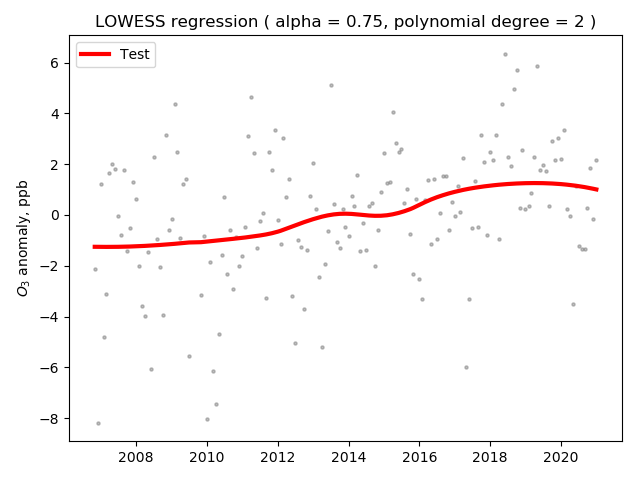 LOWESS regression ( alpha = 0.75, polynomial degree = 2 )
Test
O₃ anomaly, ppb
6
4
2
0
−2
−4
−6
−8
2008 2010 2012 2014 2016 2018 2020